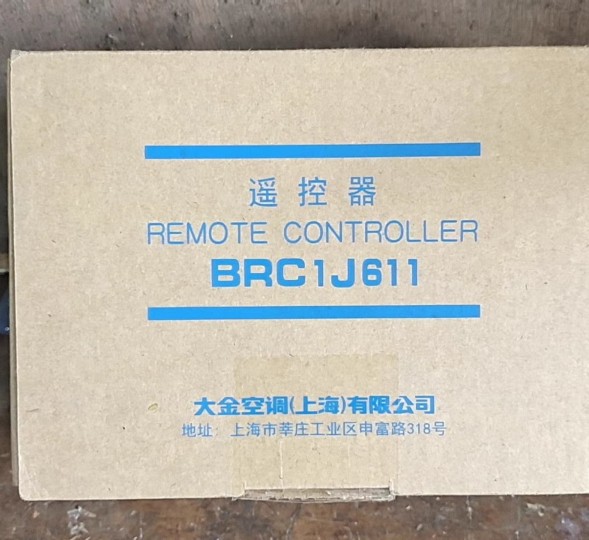 遥控器
REMOTE CONTROLLER
BRC1J611
大金空调(上海)有限公司
地址: 上海市莘庄工业区申富路318号